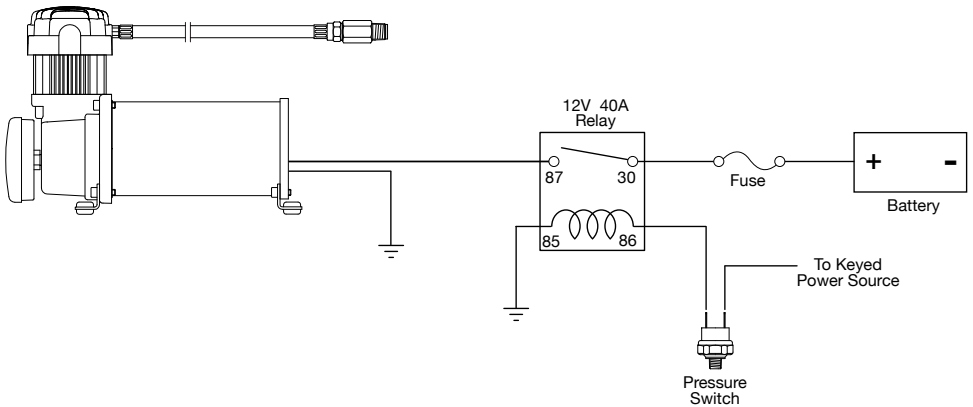 12V 40A
Relay
87 30
Fuse
+ -
Battery
85 86
To Keyed
Power Source
Pressure
Switch